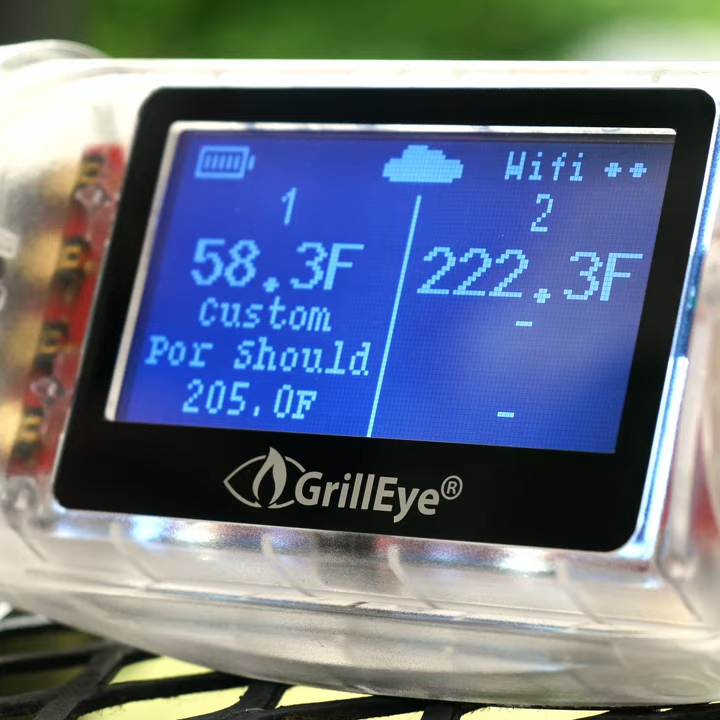 Wifi ++
1
58.3F
Custom
Por Should
205.0F
2
222.3F
-
-
GrillEye®